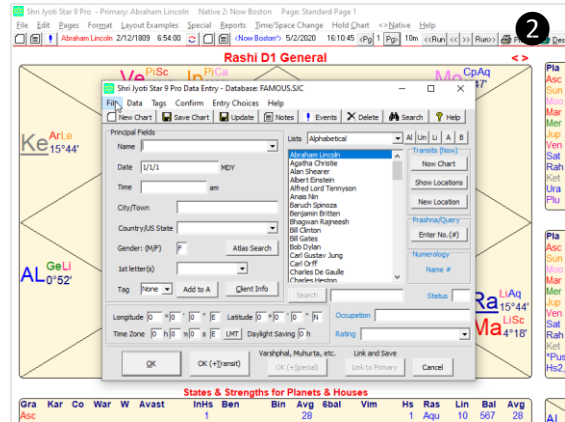 Shri Jyoti Star 9 Pro - Primary: Abraham Lincoln Native 2: Now Boston Page: Standard Page 1
File Edit Pages Format Layout Examples Special Reports Time/Space Change Hold Chart <>Native Help
Abraham Lincoln 2/12/1809 6:54:00 <Now Boston> 5/2/2020 16:10:45 <Pg 1 Pg> 10m <<Run << >> Run>> Des
2
Rashi D1 General < >
Ve PiSc In PiCa Mo CpAq
47'
Ke ArLe 15°44'
AL GeLi 0°52'
Ra LiAq 15°44'
Ma LiSc 4°18'
Shri Jyoti Star 9 Pro Data Entry - Database: FAMOUS.SJC
File Data Tags Confirm Entry Choices Help
New Chart Save Chart Update Notes Events Delete Search Help
Principal Fields
Name
Date 1/1/1 MDY
Time am
City/Town
Country/US State
Gender: (M/F) F Atlas Search
1st letter(s)
Tag None Add to A Client Info
Lists Alphabetical Al Un Li A B
Abraham Lincoln
Agatha Christie
Alan Shearer
Albert Einstein
Alfred Lord Tennyson
Anais Nin
Baruch Spinoza
Benjamin Britten
Bhagwan Rajneesh
Bill Clinton
Bill Gates
Bob Dylan
Carl Gustav Jung
Carl Orff
Charles De Gaulle
Charles Heston
Search
Transits (Now)
Now Chart
Show Locations
New Location
Prashna/Query
Enter No.(#)
Numerology
Name #
Status
Longitude 0 ° 0 ' 0 " E Latitude 0 ° 0 ' 0 " N Occupation
Time Zone 0 h 0 m 0 s E LMT Daylight Saving 0 h Rating
Varshphal, Muhurta, etc. Link and Save
OK OK (+Transit) OK (+Special) Link to Primary Cancel
Pla
Asc
Sun
Moo
Mar
Mer
Jup
Ven
Sat
Rah
Ket
Ura
Plu
Pla
Asc
Sun
Moo
Mar
Mer
Jup
Ven
Sat
Rah
Ket
*Pus
Hs2,
States & Strengths for Planets & Houses
Gra Kar Co War W Avast InHs Ben Bin Avg 6bal Vim Hs Ras Lin Bal Avg
Asc 1 28 1 Aqu 10 567 28
AL